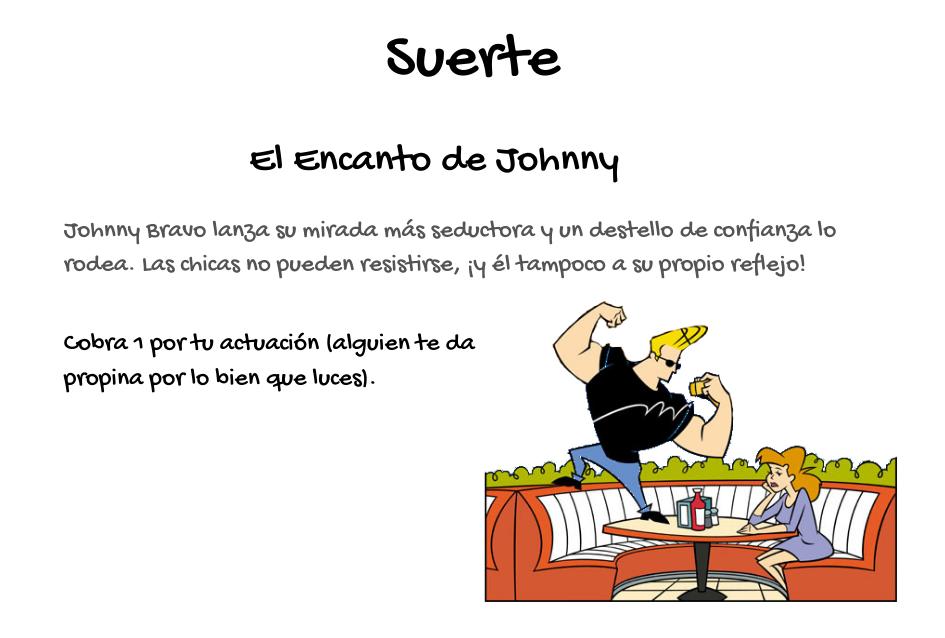 Suerte
El Encanto de Johnny
Johnny Bravo lanza su mirada más seductora y un destello de confianza lo
rodea. Las chicas no pueden resistirse, ¡y él tampoco a su propio reflejo!
Cobra 1 por tu actuación (alguien te da
propina por lo bien que luces).